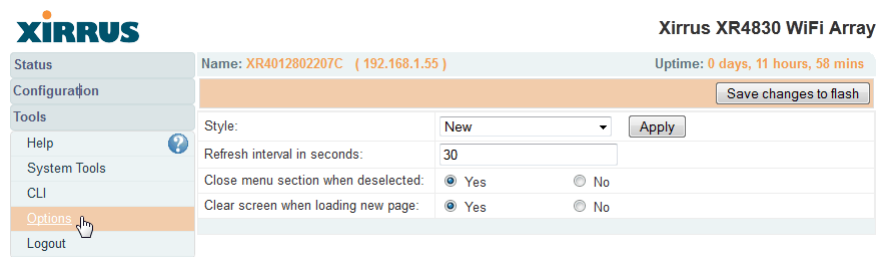 XIRRUS
Xirrus XR4830 WiFi Array
Status
Name: XR4012802207C ( 192.168.1.55 )
Uptime: 0 days, 11 hours, 58 mins
Configuration
Save changes to flash
Tools
Style: New Apply
Help ?
Refresh interval in seconds: 30
System Tools
Close menu section when deselected: Yes No
CLI
Clear screen when loading new page: Yes No
Options
Logout